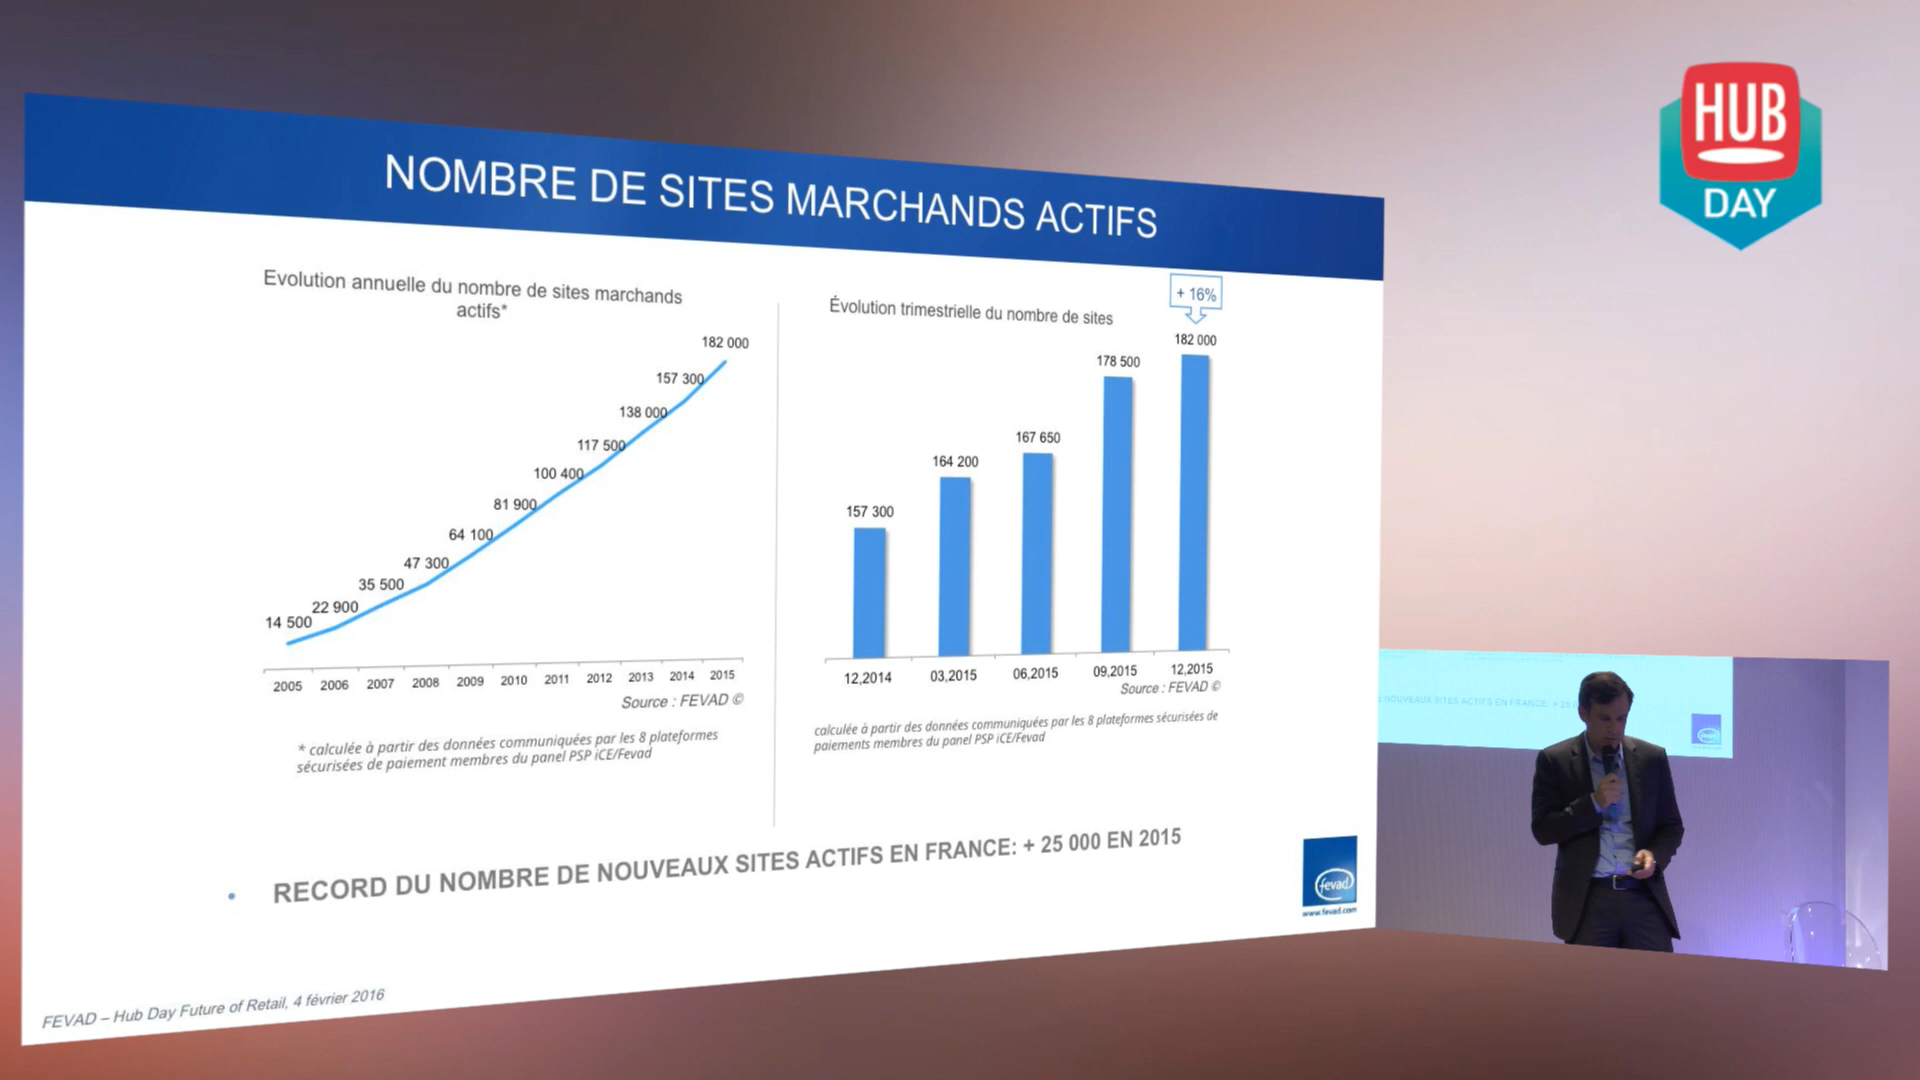 HUB
DAY
NOMBRE DE SITES MARCHANDS ACTIFS
Evolution annuelle du nombre de sites marchands
actifs*
182 000
157 300
138 000
117 500
100 400
81 900
64 100
47 300
35 500
22 900
14 500
2005 2006 2007 2008 2009 2010 2011 2012 2013 2014 2015
Source : FEVAD ©
* calculée à partir des données communiquées par les 8 plateformes
sécurisées de paiement membres du panel PSP iCE/Fevad
Évolution trimestrielle du nombre de sites
+ 16%
182 000
178 500
167 650
164 200
157 300
12,2014 03,2015 06,2015 09,2015 12,2015
Source : FEVAD ©
calculée à partir des données communiquées par les 8 plateformes sécurisées de
paiements membres du panel PSP iCE/Fevad
• RECORD DU NOMBRE DE NOUVEAUX SITES ACTIFS EN FRANCE: + 25 000 EN 2015
fevad
www.fevad.com
FEVAD – Hub Day Future of Retail, 4 février 2016
NOUVEAUX SITES ACTIFS EN FRANCE: + 25
fevad